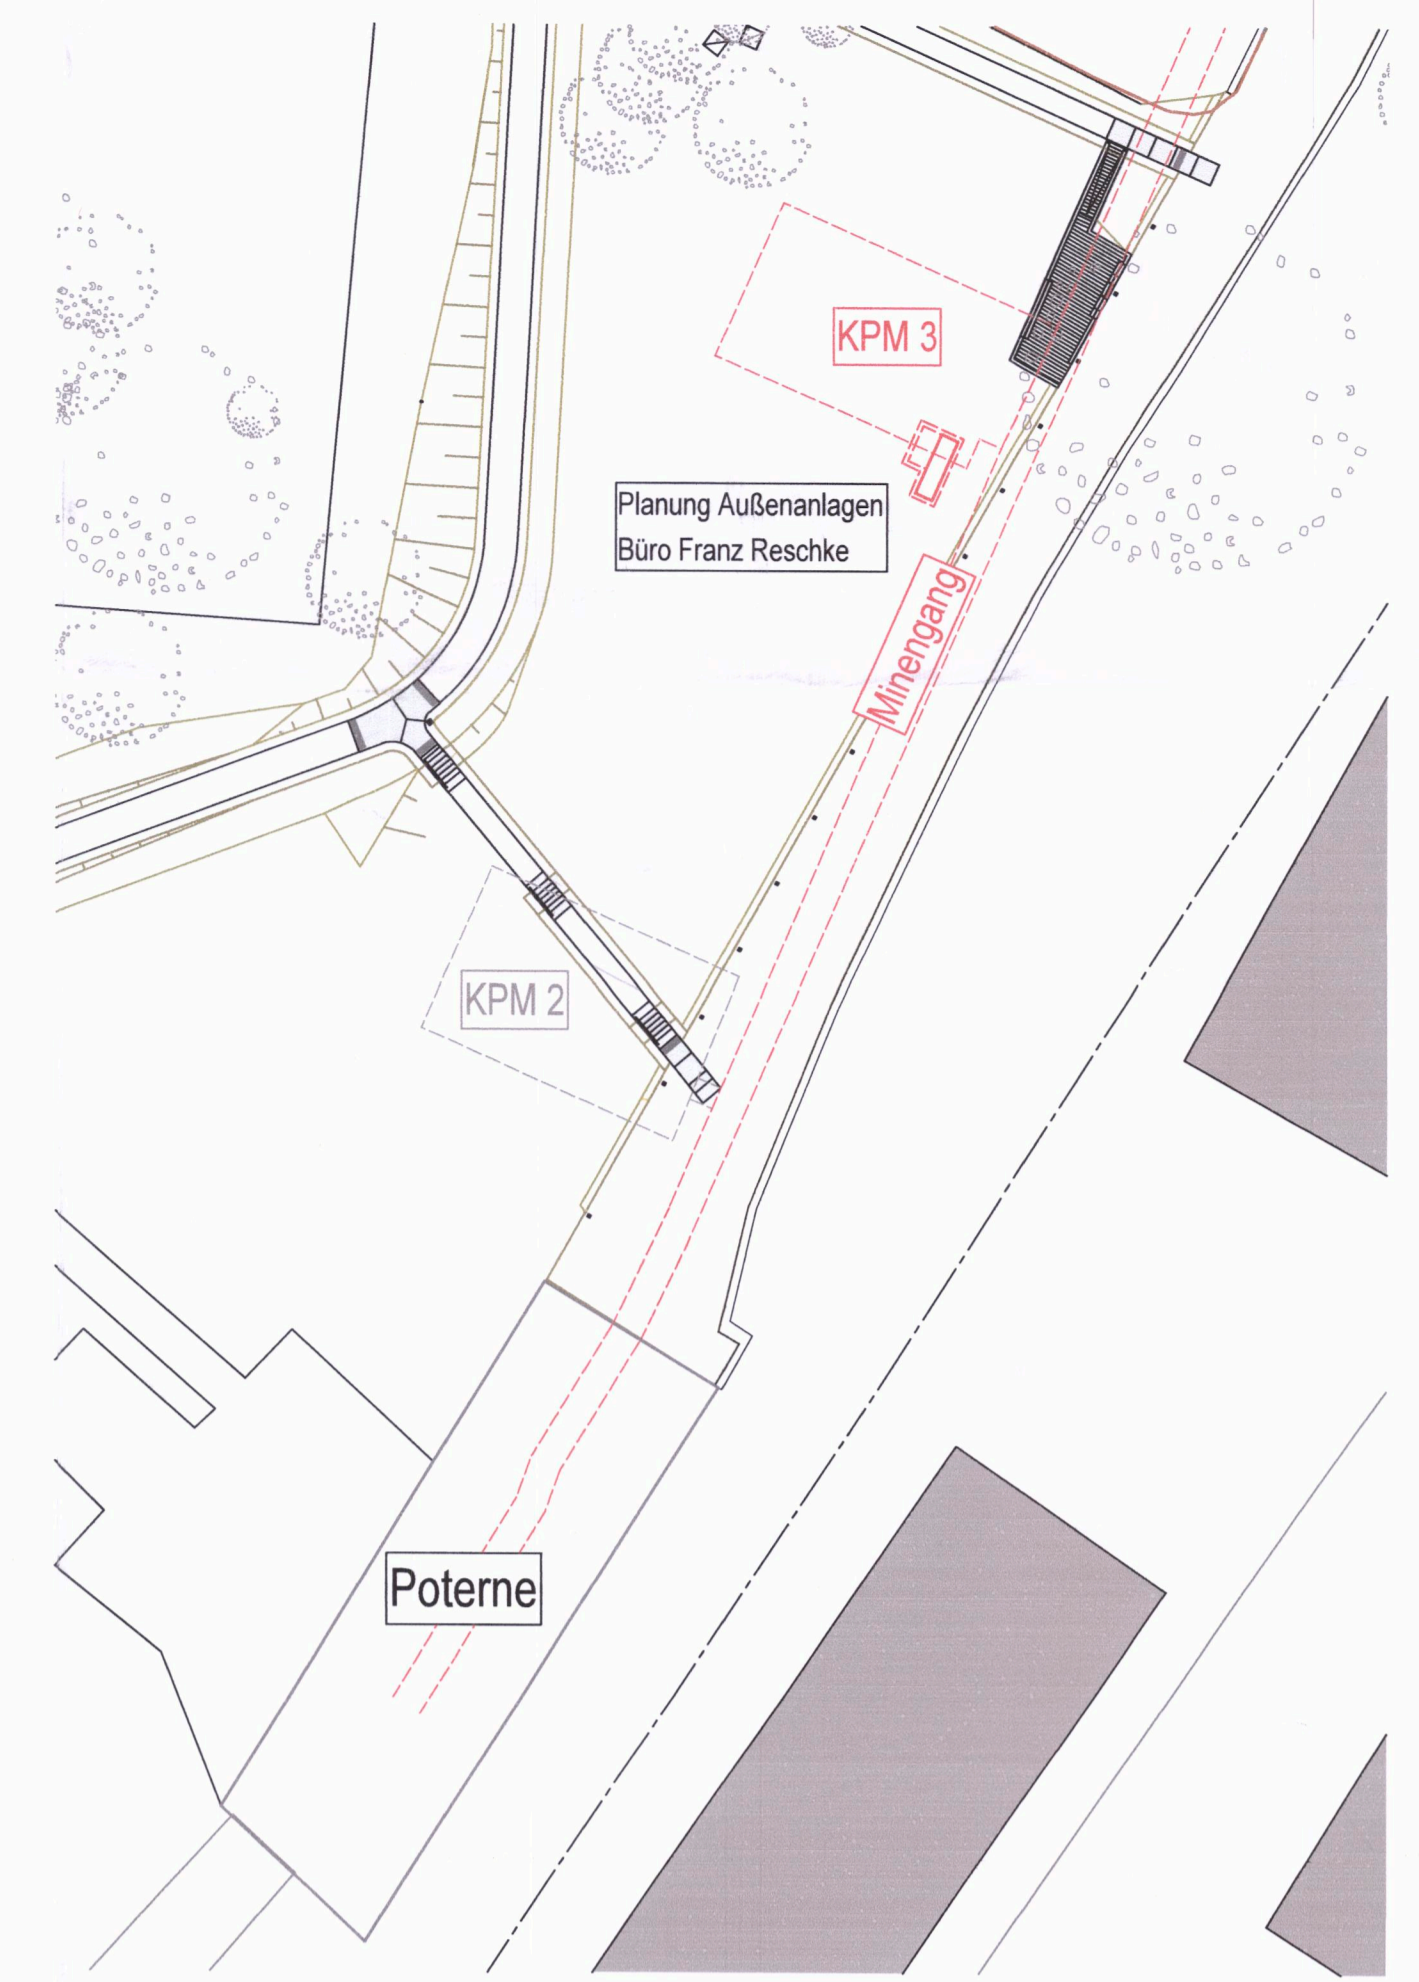 KPM 3
Planung Außenanlagen
Büro Franz Reschke
Minengang
KPM 2
Poterne